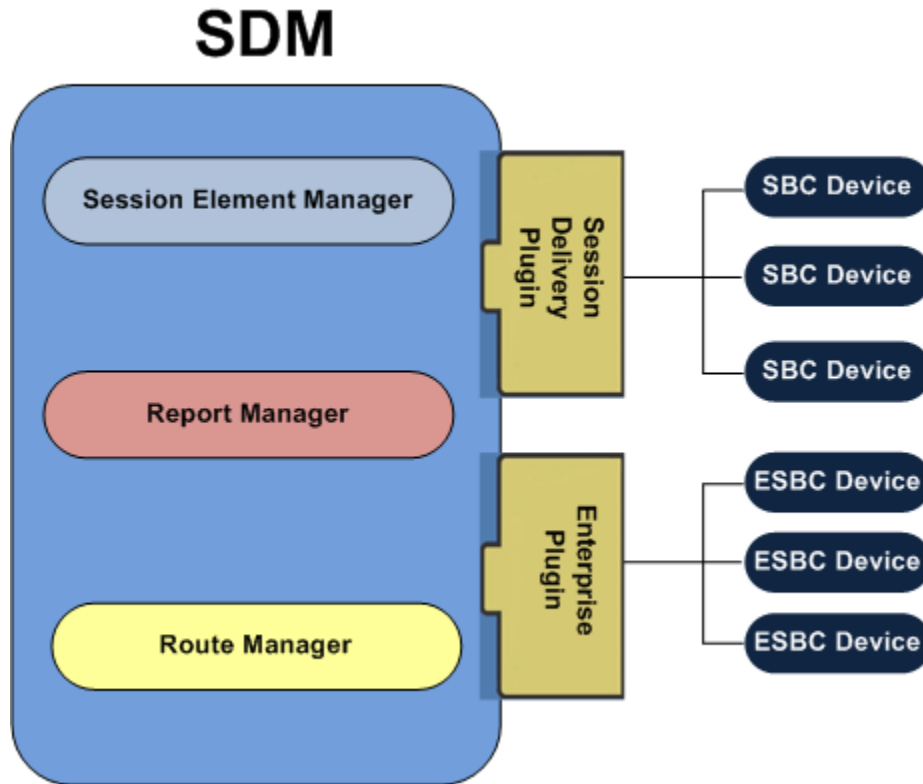 SDM
Session Element Manager
Report Manager
Route Manager
Session
Delivery
Plugin
Enterprise
Plugin
SBC Device
SBC Device
SBC Device
ESBC Device
ESBC Device
ESBC Device